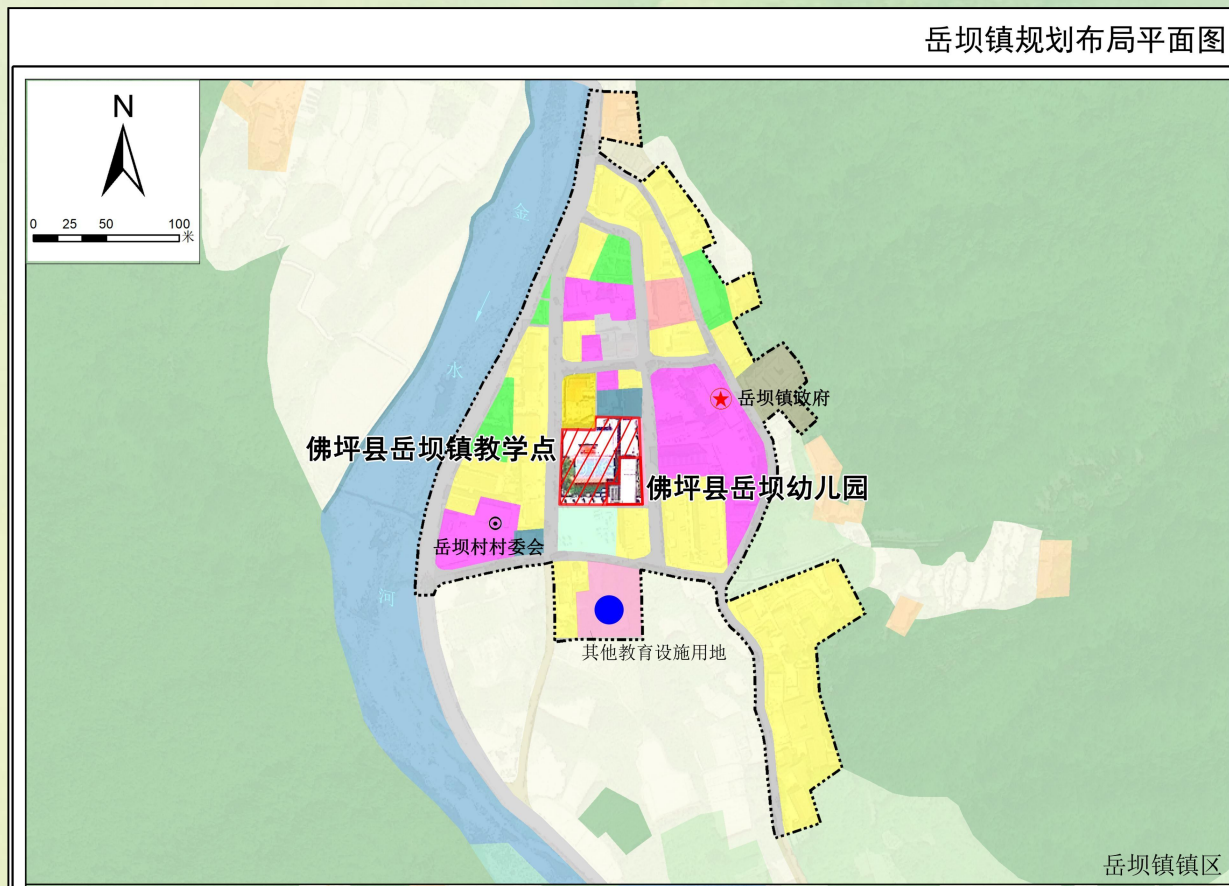 岳坝镇规划布局平面图
N
0 25 50 100
米
金
水
河
岳坝镇政府
佛坪县岳坝镇教学点
佛坪县岳坝幼儿园
岳坝村村委会
其他教育设施用地
岳坝镇镇区